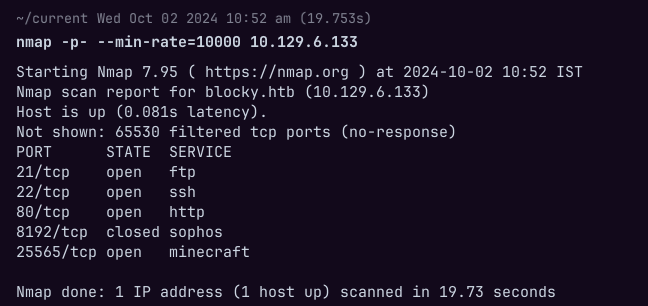 ~/current Wed Oct 02 2024 10:52 am (19.753s)
nmap -p- --min-rate=10000 10.129.6.133
Starting Nmap 7.95 ( https://nmap.org ) at 2024-10-02 10:52 IST
Nmap scan report for blocky.htb (10.129.6.133)
Host is up (0.081s latency).
Not shown: 65530 filtered tcp ports (no-response)
PORT      STATE  SERVICE
21/tcp    open   ftp
22/tcp    open   ssh
80/tcp    open   http
8192/tcp  closed sophos
25565/tcp open   minecraft
Nmap done: 1 IP address (1 host up) scanned in 19.73 seconds